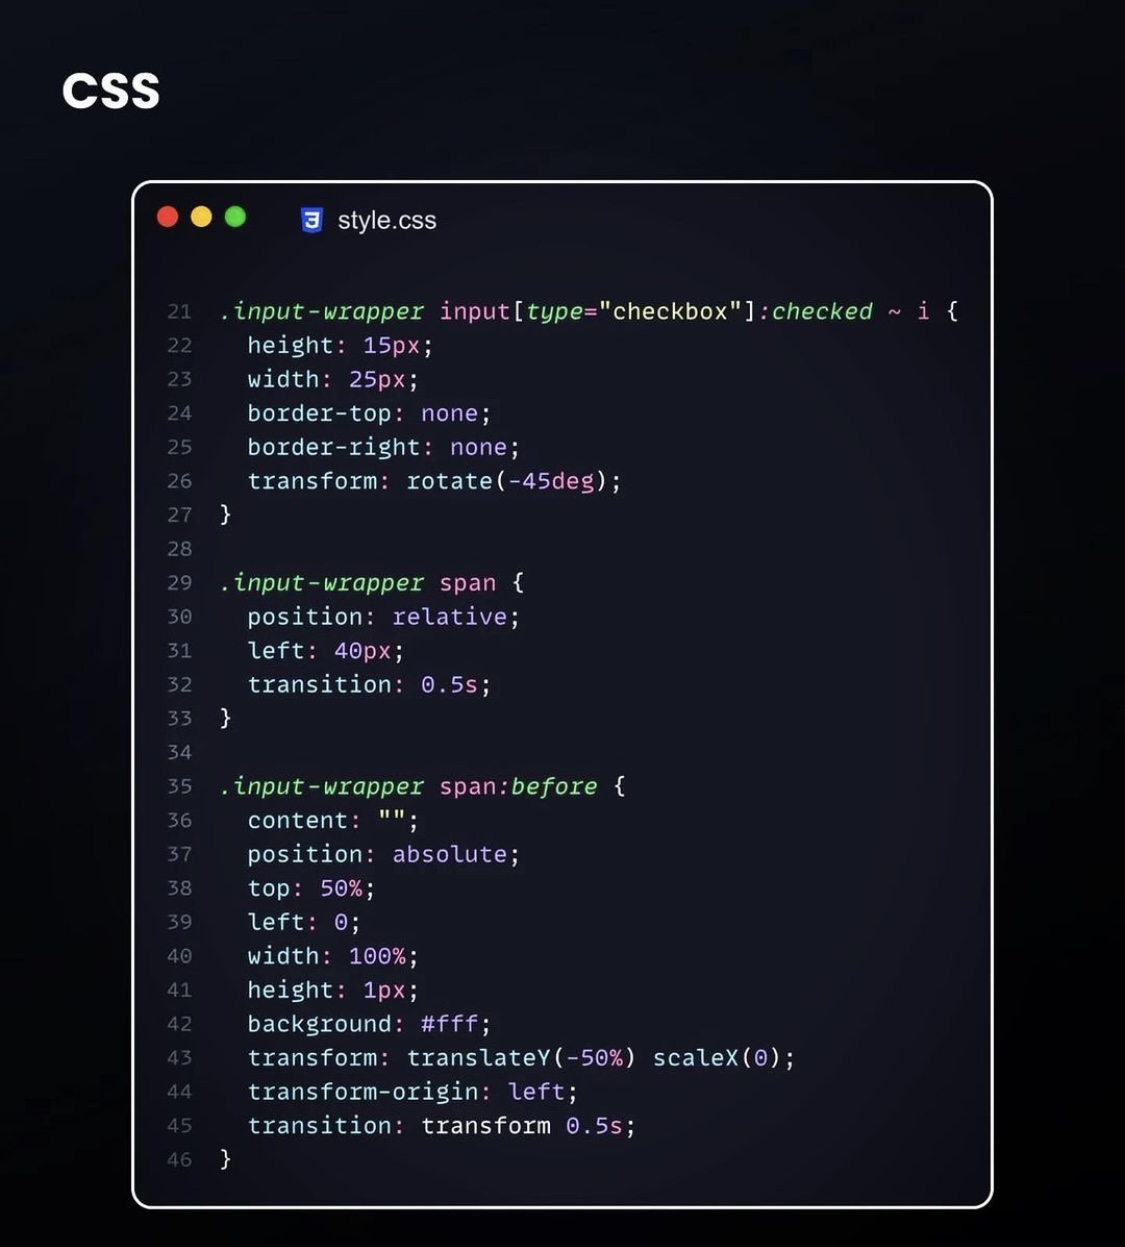 CSS
style.css
21 .input-wrapper input[type="checkbox"]:checked ~ i {
22 height: 15px;
23 width: 25px;
24 border-top: none;
25 border-right: none;
26 transform: rotate(-45deg);
27 }
28
29 .input-wrapper span {
30 position: relative;
31 left: 40px;
32 transition: 0.5s;
33 }
34
35 .input-wrapper span:before {
36 content: "";
37 position: absolute;
38 top: 50%;
39 left: 0;
40 width: 100%;
41 height: 1px;
42 background: #fff;
43 transform: translateY(-50%) scaleX(0);
44 transform-origin: left;
45 transition: transform 0.5s;
46 }